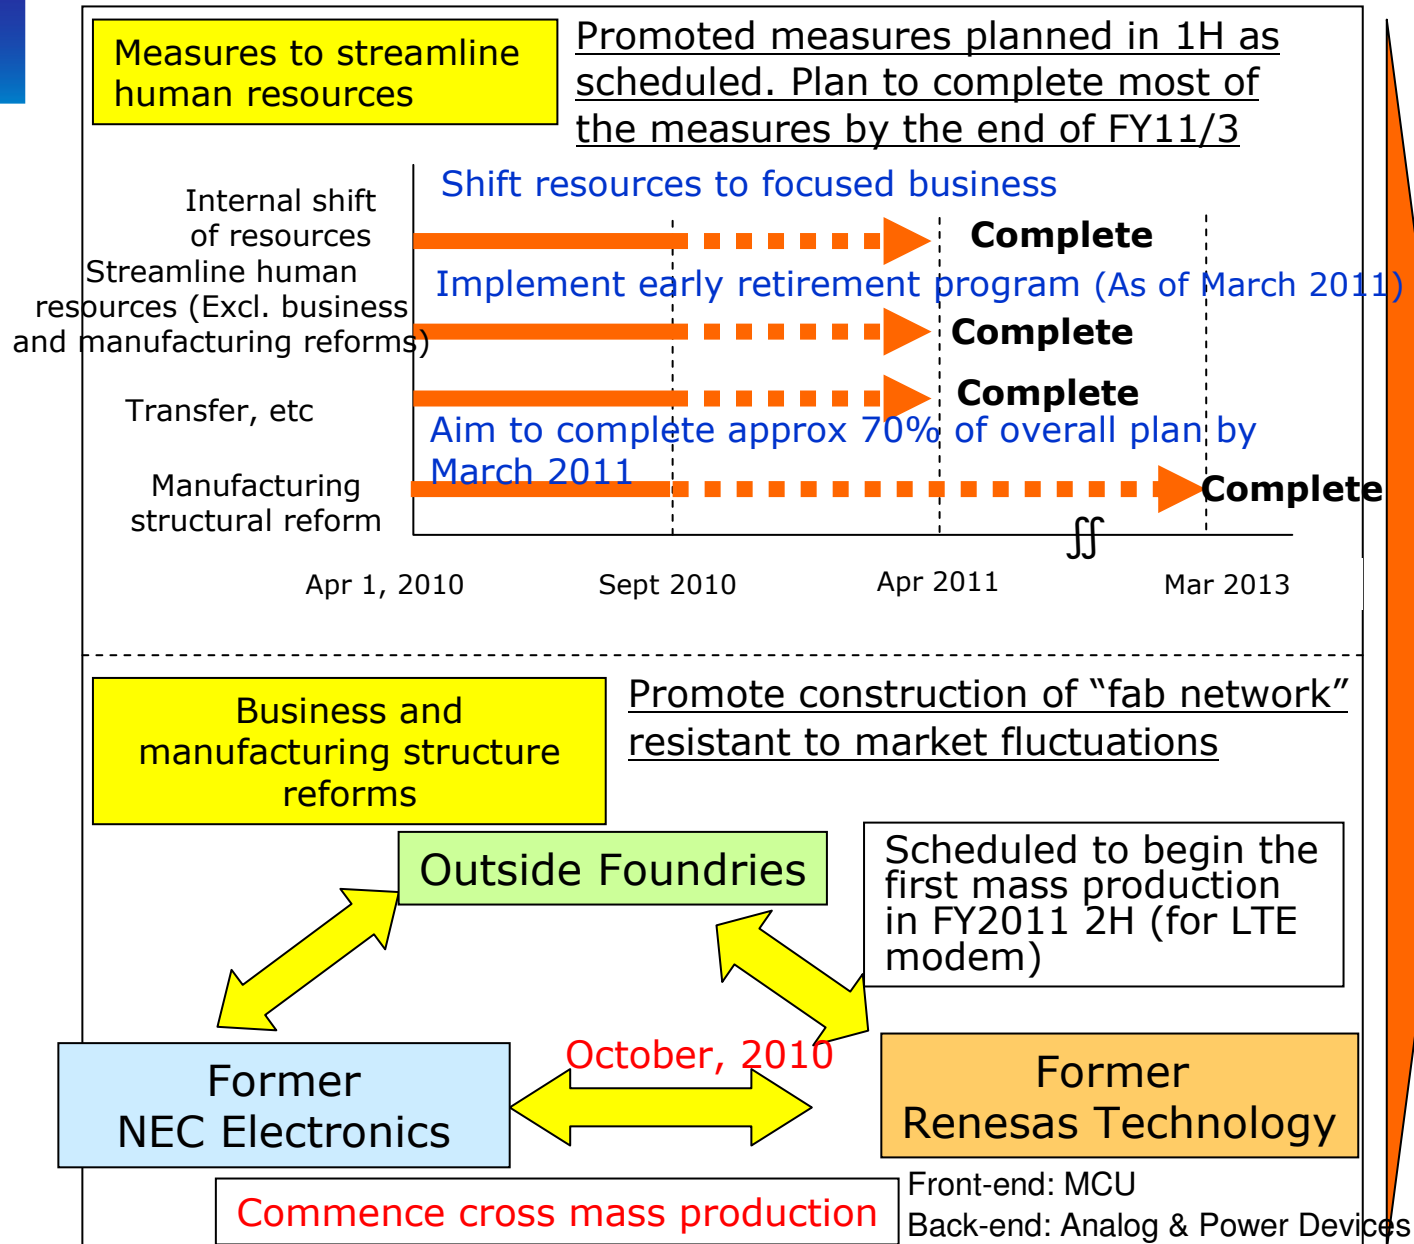 Measures to streamline
human resources
Promoted measures planned in 1H as
scheduled. Plan to complete most of
the measures by the end of FY11/3
Shift resources to focused business
Internal shift
of resources
Complete
Streamline human
resources (Excl. business
and manufacturing reforms)
Implement early retirement program (As of March 2011)
Complete
Transfer, etc
Complete
Aim to complete approx 70% of overall plan by
March 2011
Manufacturing
structural reform
Complete
Apr 1, 2010
Sept 2010
Apr 2011
Mar 2013
Business and
manufacturing structure
reforms
Promote construction of “fab network”
resistant to market fluctuations
Outside Foundries
Scheduled to begin the
first mass production
in FY2011 2H (for LTE
modem)
October, 2010
Former
NEC Electronics
Former
Renesas Technology
Commence cross mass production
Front-end: MCU
Back-end: Analog & Power Devices